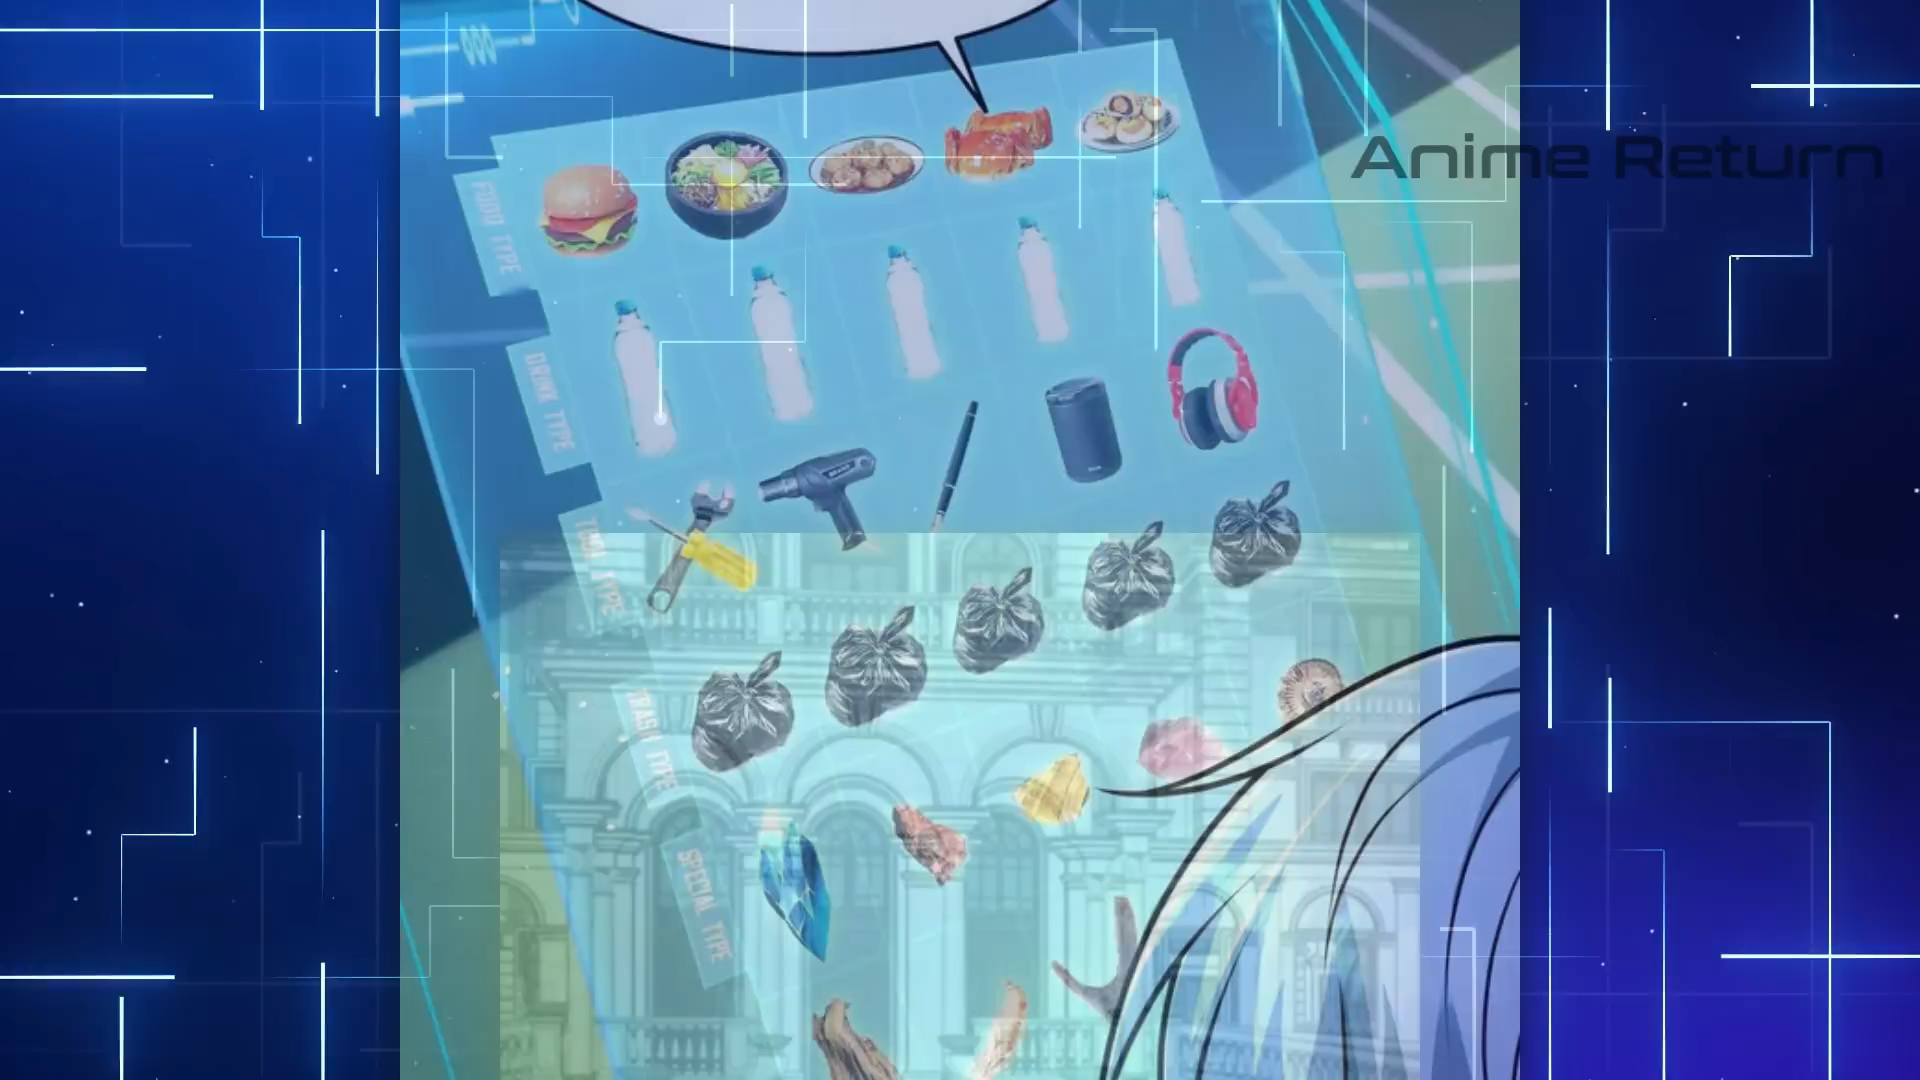 Anime Return
FOOD TYPE
DRINK TYPE
TOOL TYPE
TRASH TYPE
SPECIAL TYPE